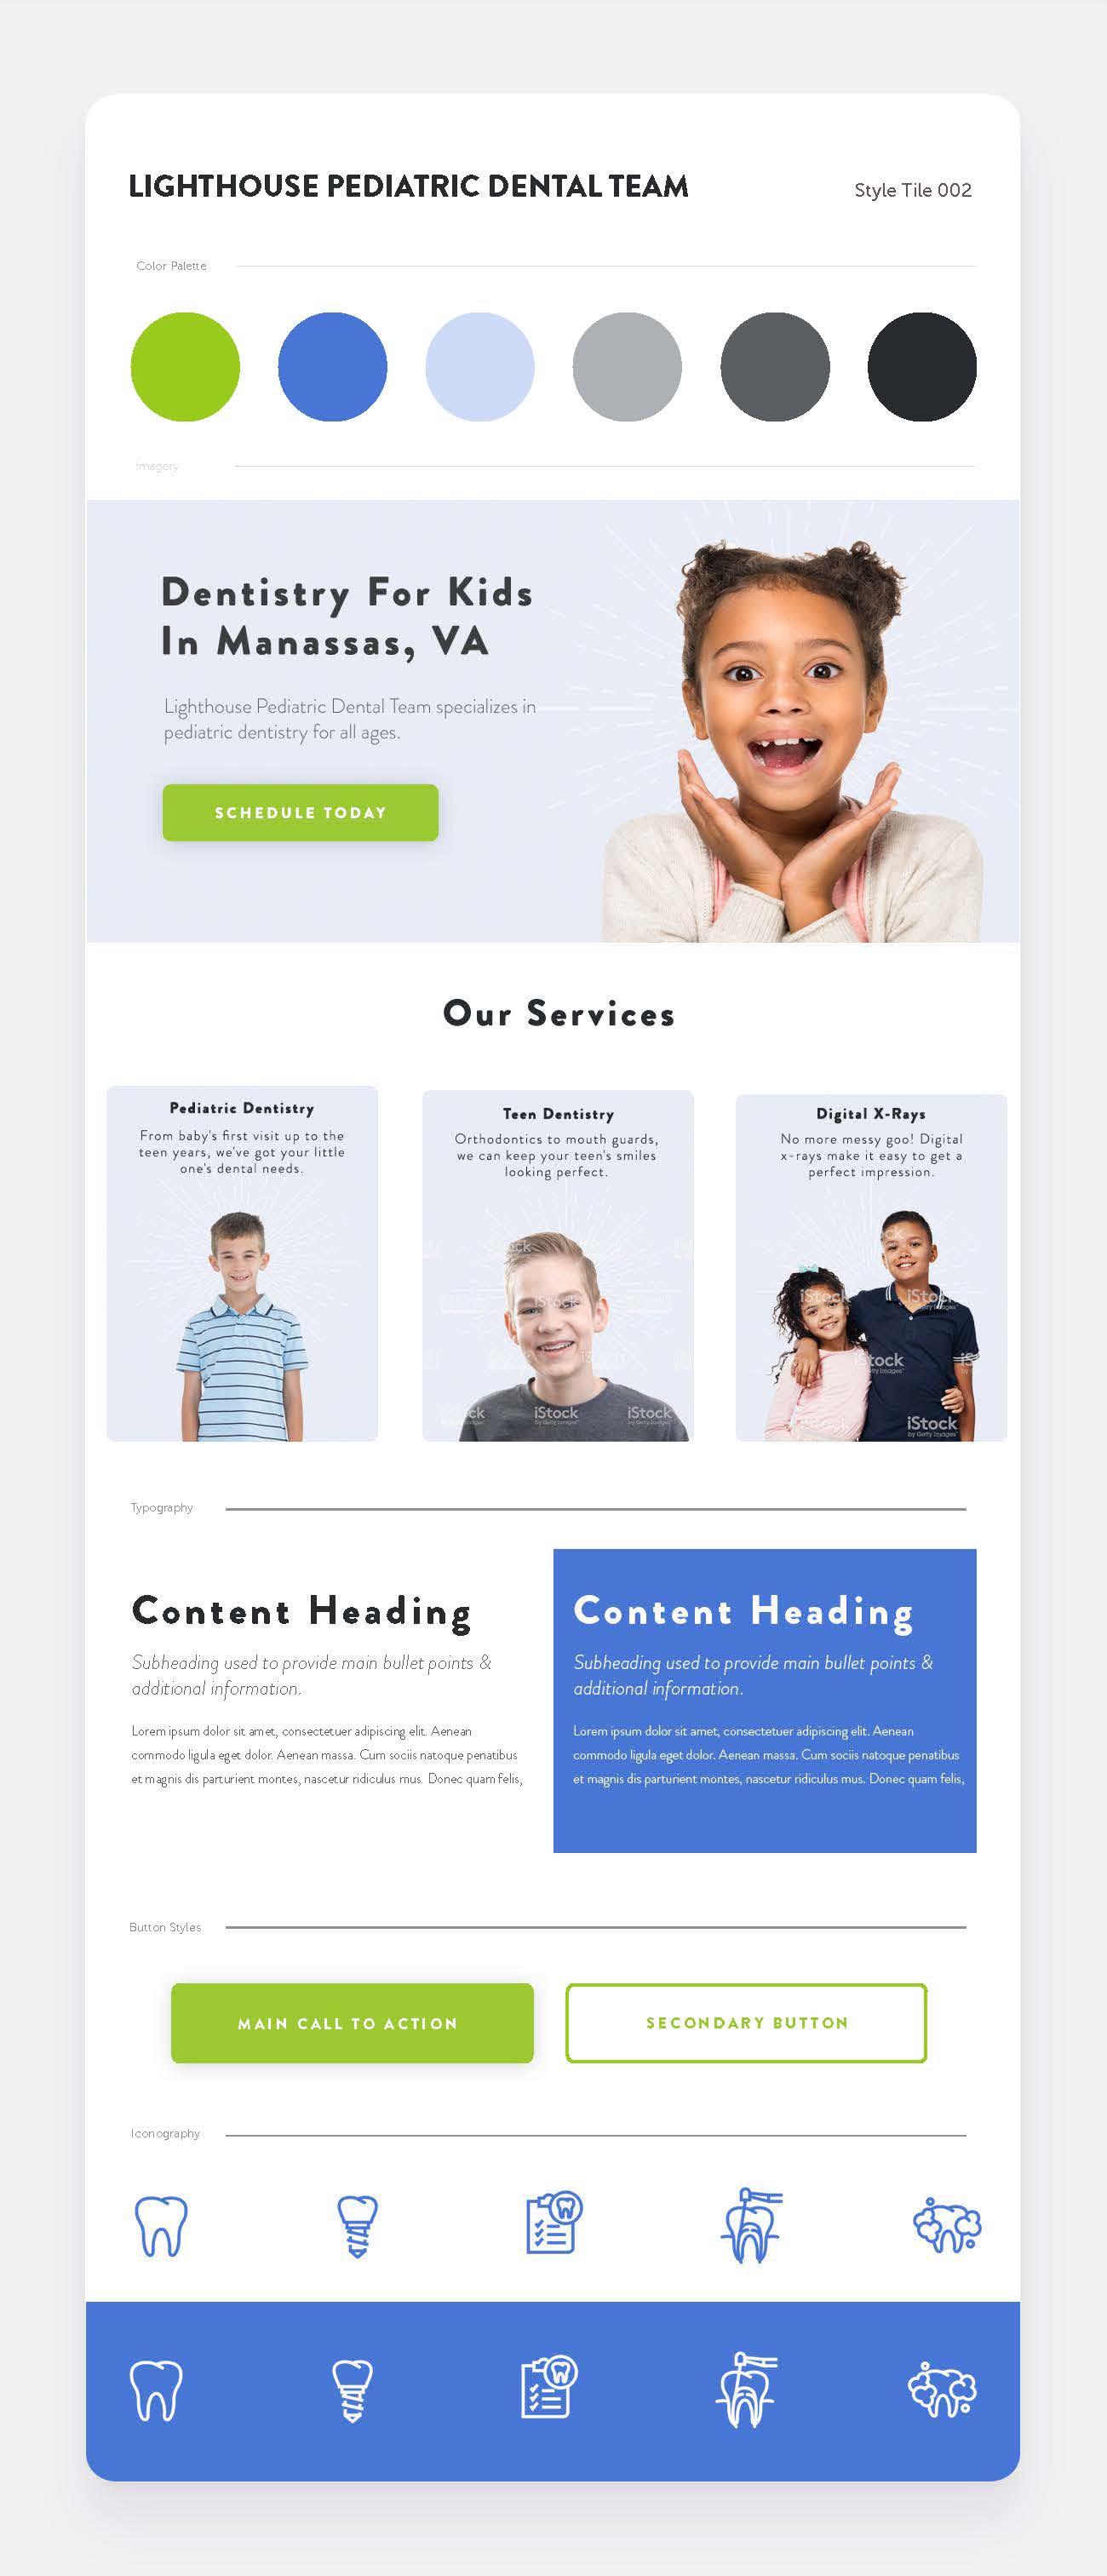 LIGHTHOUSE PEDIATRIC DENTAL TEAM
Style Tile 002
Color Palette
Imagery
Dentistry For Kids
In Manassas, VA
Lighthouse Pediatric Dental Team specializes in
pediatric dentistry for all ages.
SCHEDULE TODAY
Our Services
Pediatric Dentistry
From baby's first visit up to the
teen years, we've got your little
one's dental needs.
Teen Dentistry
Orthodontics to mouth guards,
we can keep your teen's smiles
looking perfect.
iStock
iStock
iStock
Digital X-Rays
No more messy goo! Digital
x-rays make it easy to get a
perfect impression.
iStock
iStock
iStock
by Getty Images
Typography
Content Heading
Subheading used to provide main bullet points &
additional information.
Lorem ipsum dolor sit amet, consectetuer adipiscing elit. Aenean
commodo ligula eget dolor. Aenean massa. Cum sociis natoque penatibus
et magnis dis parturient montes, nascetur ridiculus mus. Donec quam felis,
Content Heading
Subheading used to provide main bullet points &
additional information.
Lorem ipsum dolor sit amet, consectetuer adipiscing elit. Aenean
commodo ligula eget dolor. Aenean massa. Cum sociis natoque penatibus
et magnis dis parturient montes, nascetur ridiculus mus. Donec quam felis,
Button Styles
MAIN CALL TO ACTION
SECONDARY BUTTON
Iconography